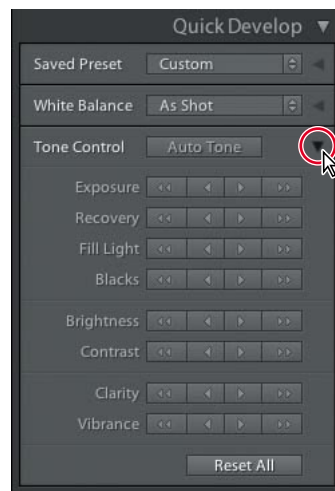 Quick Develop
Saved Preset Custom
White Balance As Shot
Tone Control Auto Tone
Exposure
Recovery
Fill Light
Blacks
Brightness
Contrast
Clarity
Vibrance
Reset All